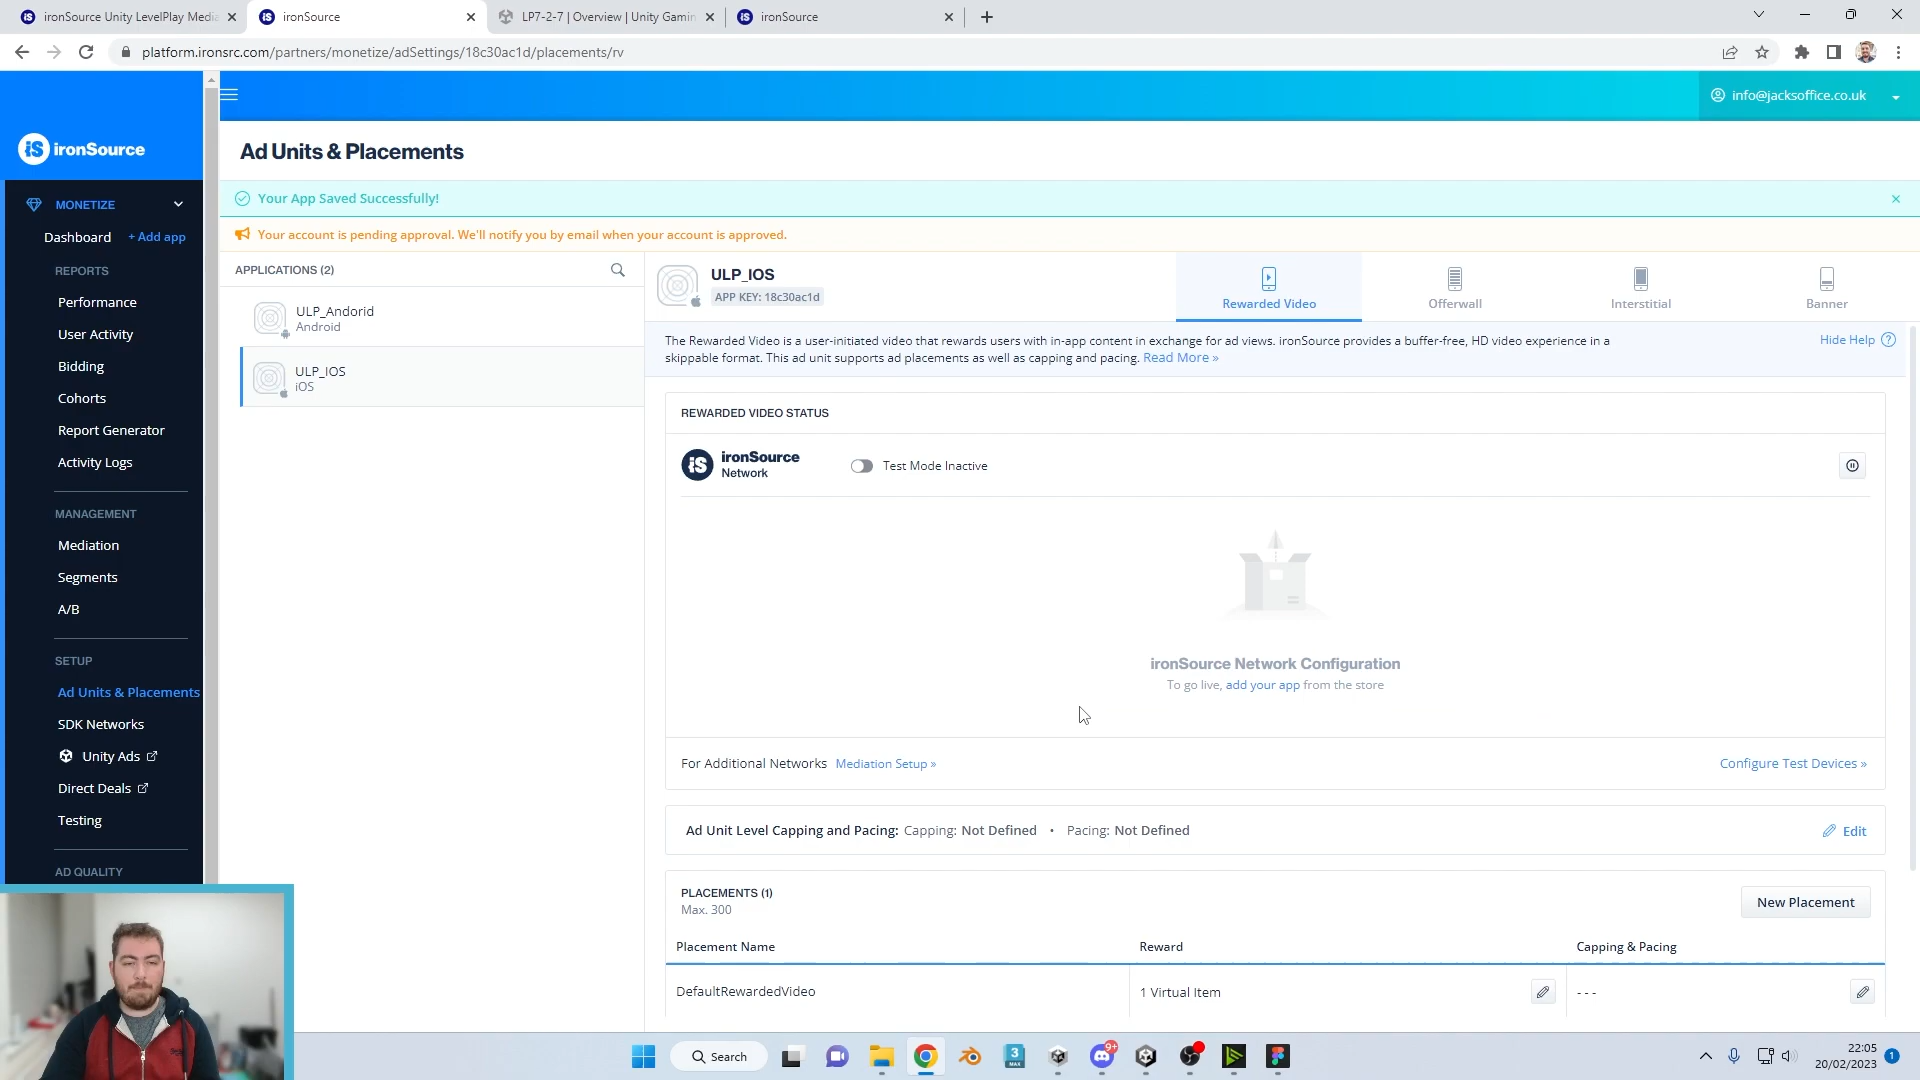 ironSource Unity LevelPlay Media
ironSource
LP7-2-7 | Overview | Unity Gamin
ironSource
platform.ironsrc.com/partners/monetize/adSettings/18c30ac1d/placements/rv
info@jacksoffice.co.uk
iS ironSource
Ad Units & Placements
Your App Saved Successfully!
Your account is pending approval. We'll notify you by email when your account is approved.
MONETIZE
Dashboard + Add app
REPORTS
Performance
User Activity
Bidding
Cohorts
Report Generator
Activity Logs
MANAGEMENT
Mediation
Segments
A/B
SETUP
Ad Units & Placements
SDK Networks
Unity Ads
Direct Deals
Testing
AD QUALITY
APPLICATIONS (2)
ULP_Andorid
Android
ULP_IOS
iOS
ULP_IOS
APP KEY: 18c30ac1d
Rewarded Video
Offerwall
Interstitial
Banner
The Rewarded Video is a user-initiated video that rewards users with in-app content in exchange for ad views. ironSource provides a buffer-free, HD video experience in a
skippable format. This ad unit supports ad placements as well as capping and pacing. Read More »
Hide Help ?
REWARDED VIDEO STATUS
iS ironSource
Network
Test Mode Inactive
ironSource Network Configuration
To go live, add your app from the store
For Additional Networks Mediation Setup »
Configure Test Devices »
Ad Unit Level Capping and Pacing: Capping: Not Defined • Pacing: Not Defined
Edit
PLACEMENTS (1)
Max. 300
New Placement
Placement Name Reward Capping & Pacing
DefaultRewardedVideo 1 Virtual Item - - -
Search
3
MAX
9+
22:05
20/02/2023
1